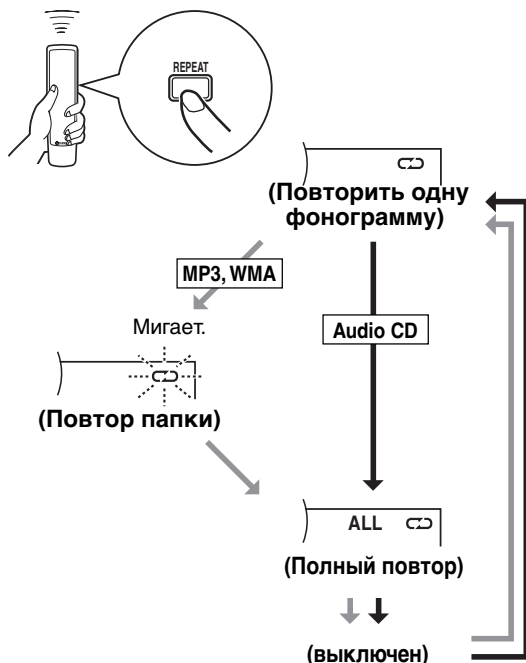 REPEAT
(Повторить одну
фонограмму)
MP3, WMA
Audio CD
Мигает.
(Повтор папки)
ALL
(Полный повтор)
(выключен)